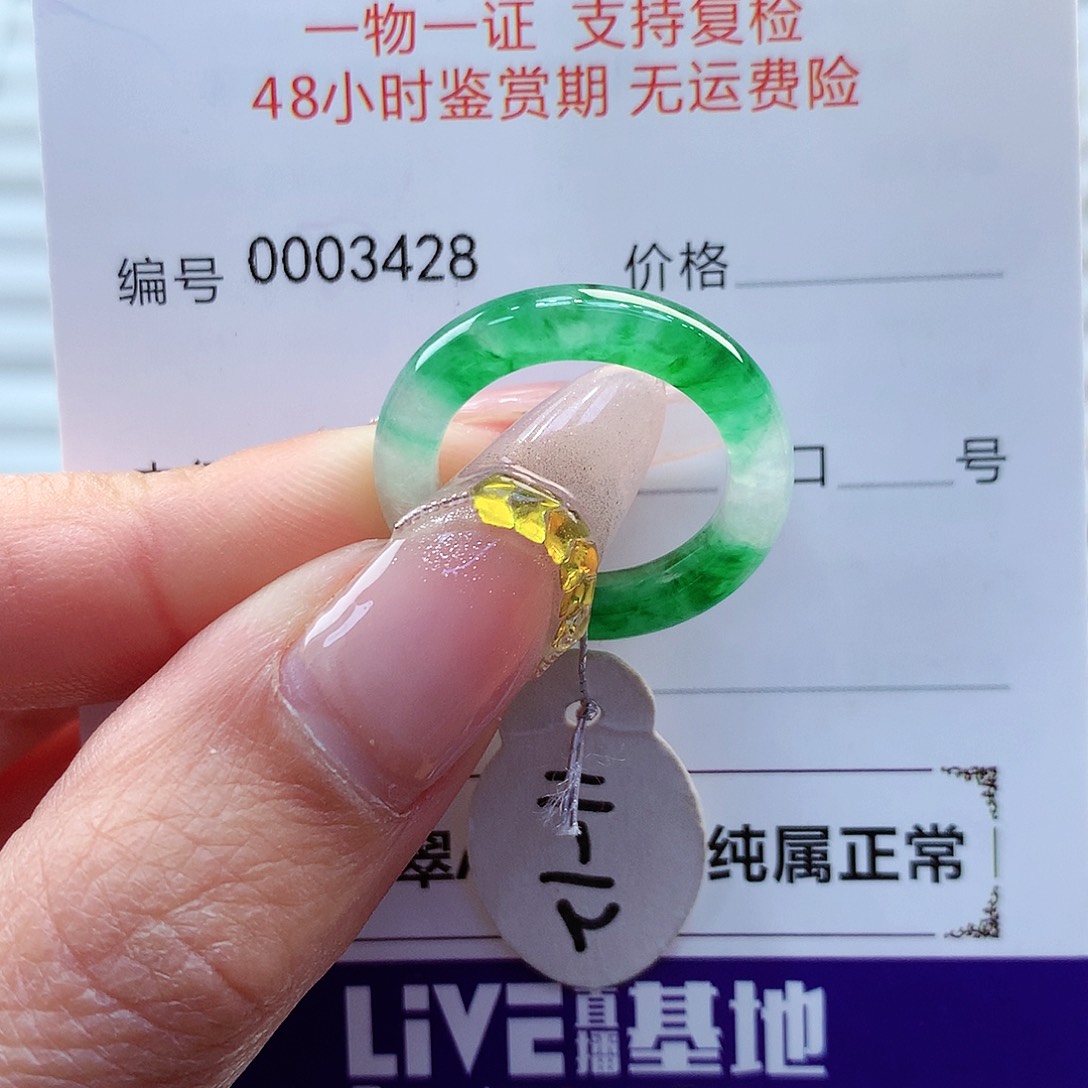 一物一证 支持复检
48小时鉴赏期 无运费险
编号 0003428 价格
口 号
翠 纯属正常
LiVE直播基地